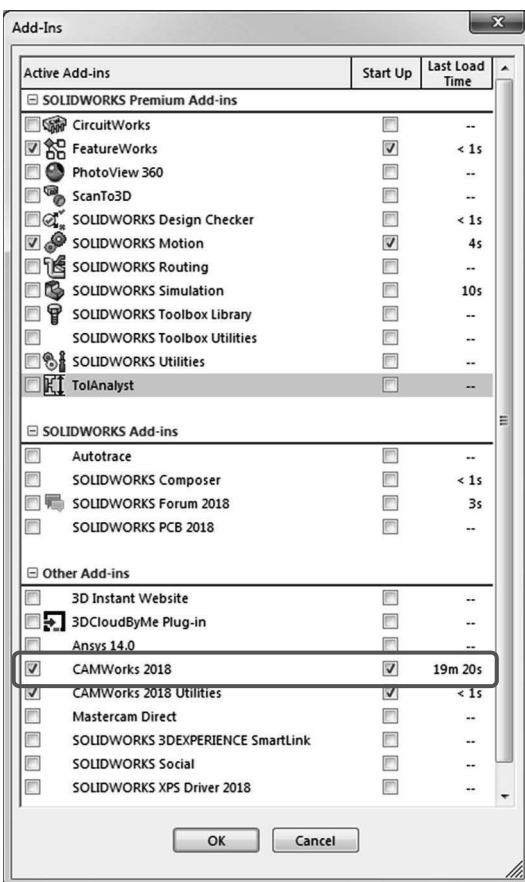 Add-Ins
Active Add-ins Start Up Last Load Time
SOLIDWORKS Premium Add-ins
CircuitWorks --
FeatureWorks < 1s
PhotoView 360 --
ScanTo3D --
SOLIDWORKS Design Checker < 1s
SOLIDWORKS Motion 4s
SOLIDWORKS Routing --
SOLIDWORKS Simulation 10s
SOLIDWORKS Toolbox Library --
SOLIDWORKS Toolbox Utilities --
SOLIDWORKS Utilities --
TolAnalyst --
SOLIDWORKS Add-ins
Autotrace --
SOLIDWORKS Composer < 1s
SOLIDWORKS Forum 2018 3s
SOLIDWORKS PCB 2018 --
Other Add-ins
3D Instant Website --
3DCloudByMe Plug-in --
Ansys 14.0 --
CAMWorks 2018 19m 20s
CAMWorks 2018 Utilities < 1s
Mastercam Direct --
SOLIDWORKS 3DEXPERIENCE SmartLink --
SOLIDWORKS Social --
SOLIDWORKS XPS Driver 2018 --
OK Cancel